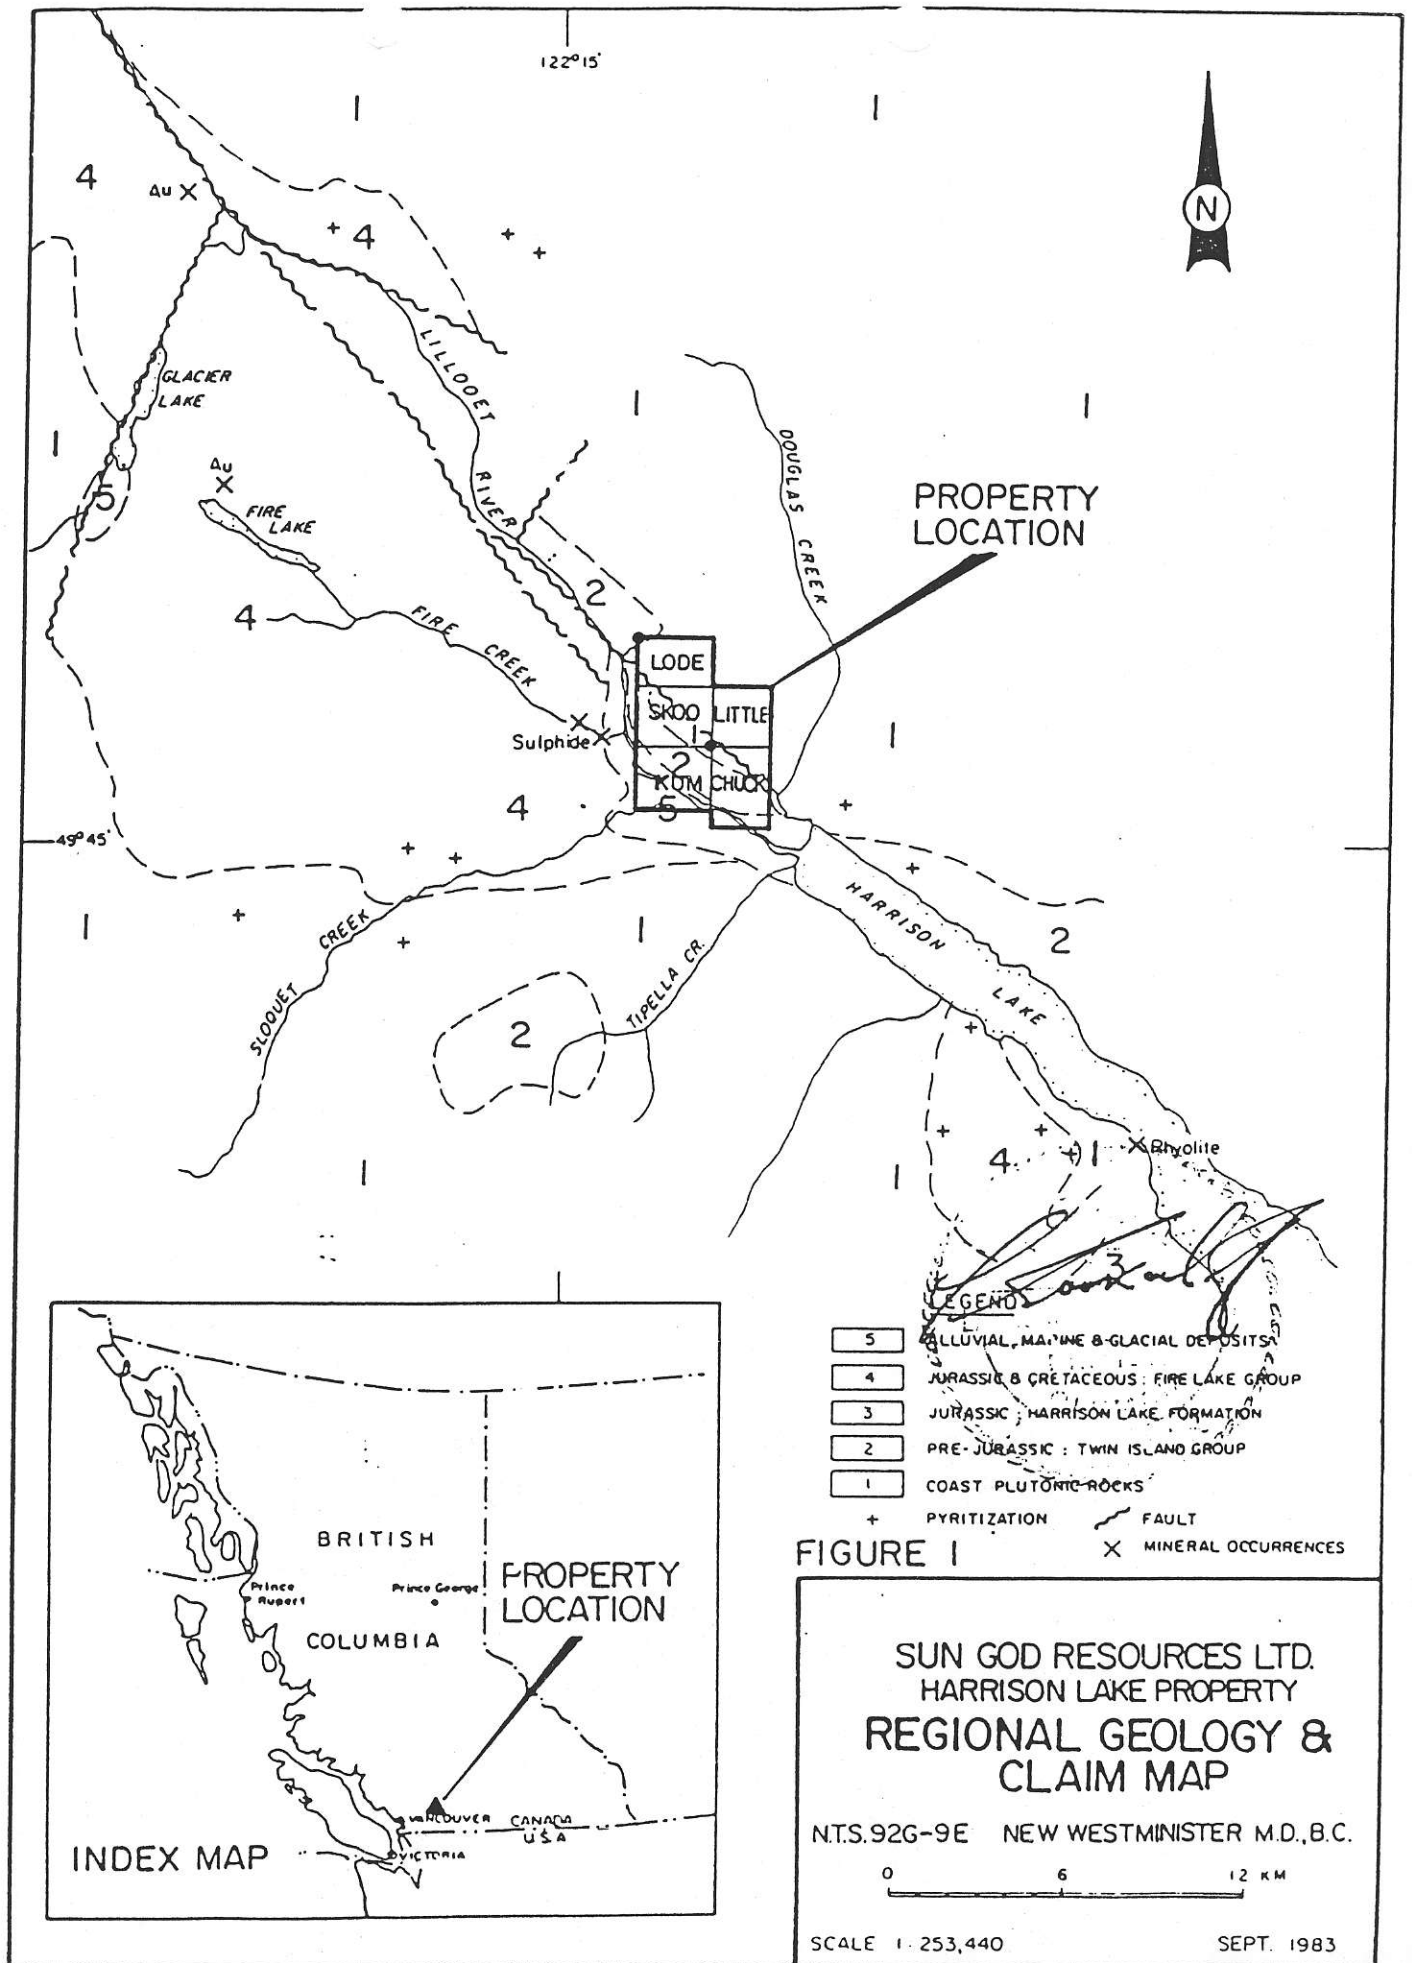 122°15'
1
1
4
Au
4
GLACIER
LAKE
LILLOOET
RIVER
1
1
1
DOUGLAS CREEK
PROPERTY
LOCATION
N
5
Au
FIRE
LAKE
4
FIRE
CREEK
2
LODE
SKOO
LITTLE
1
2
KUM
CHUCK
5
Sulphide
1
4
49°45'
1
SLOQUET
CREEK
1
TIPELLA CR.
HARRISON
LAKE
2
2
1
1
4
1
Rhyolite
3
LEGEND
5 ALLUVIAL, MARINE & GLACIAL DEPOSITS
4 JURASSIC & CRETACEOUS : FIRE LAKE GROUP
3 JURASSIC ; HARRISON LAKE FORMATION
2 PRE-JURASSIC : TWIN ISLAND GROUP
1 COAST PLUTONIC ROCKS
+ PYRITIZATION
FAULT
X MINERAL OCCURRENCES
FIGURE 1
BRITISH
COLUMBIA
Prince
Rupert
Prince George
PROPERTY
LOCATION
VANCOUVER
CANADA
U.S.A
VICTORIA
INDEX MAP
SUN GOD RESOURCES LTD.
HARRISON LAKE PROPERTY
REGIONAL GEOLOGY &
CLAIM MAP
N.T.S. 92G-9E NEW WESTMINISTER M.D., B.C.
0 6 12 KM
SCALE 1:253,440 SEPT. 1983